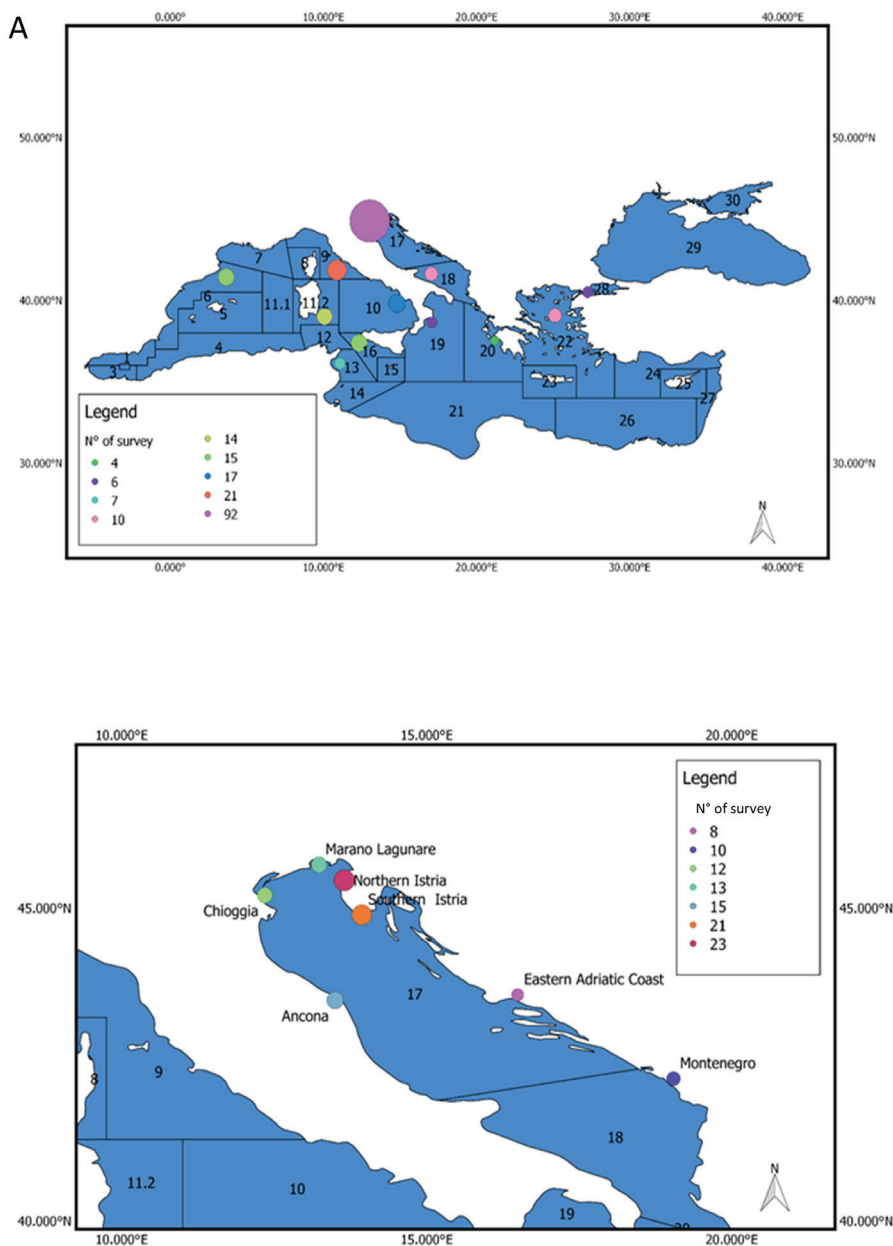 A
0.000° 10.000°E 20.000°E 30.000°E 40.000°E
50.000°N 50.000°N
30
17
29
7
8
9
18
28
40.000°N 40.000°N
6
11.1
11.2
10
5
22
12
19
20
4
16
1
13
15
24
3
23
25
14
27
21
26
Legend
N° of survey
4
6
7
10
14
15
17
21
92
30.000°N 30.000°N
N
0.000° 10.000°E 20.000°E 30.000°E 40.000°E
10.000°E 15.000°E 20.000°E
Legend
N° of survey
8
10
12
13
15
21
23
Marano Lagunare
Northern Istria
Southern Istria
45.000°N 45.000°N
Chioggia
Eastern Adriatic Coast
17
Ancona
Montenegro
9
8
18
N
11.2
10
19
20
40.000°N 40.000°N
10.000°E 15.000°E 20.000°E